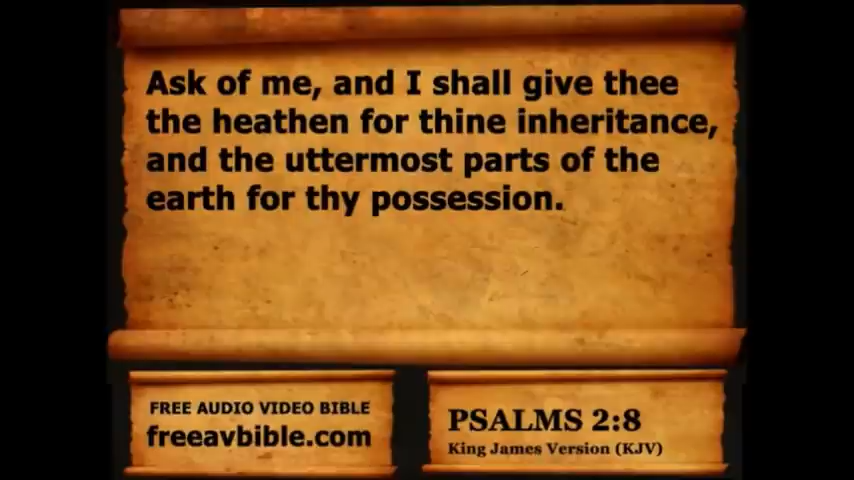 Ask of me, and I shall give thee
the heathen for thine inheritance,
and the uttermost parts of the
earth for thy possession.
FREE AUDIO VIDEO BIBLE
freeavbible.com
PSALMS 2:8
King James Version (KJV)